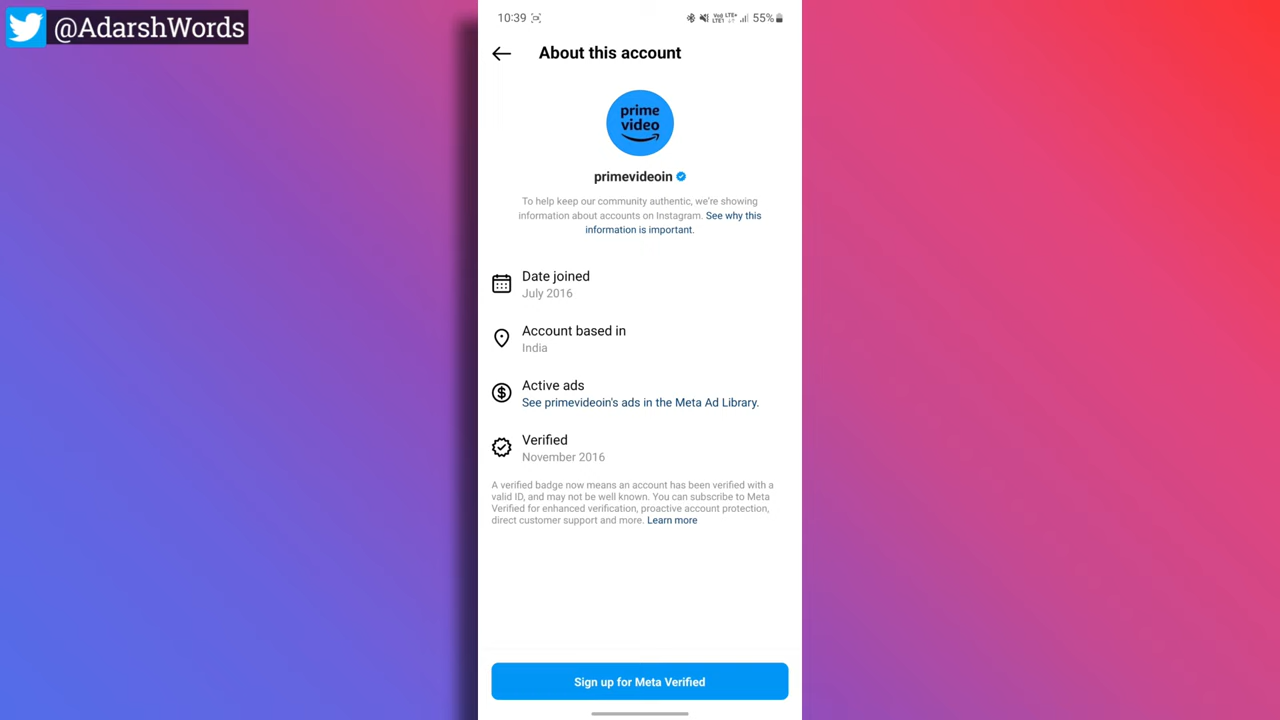 @AdarshWords
10:39
VoLTE LTE+
LTE1
55%
About this account
prime
video
primevideoin
To help keep our community authentic, we're showing
information about accounts on Instagram. See why this
information is important.
Date joined
July 2016
Account based in
India
Active ads
See primevideoin's ads in the Meta Ad Library.
Verified
November 2016
A verified badge now means an account has been verified with a
valid ID, and may not be well known. You can subscribe to Meta
Verified for enhanced verification, proactive account protection,
direct customer support and more. Learn more
Sign up for Meta Verified